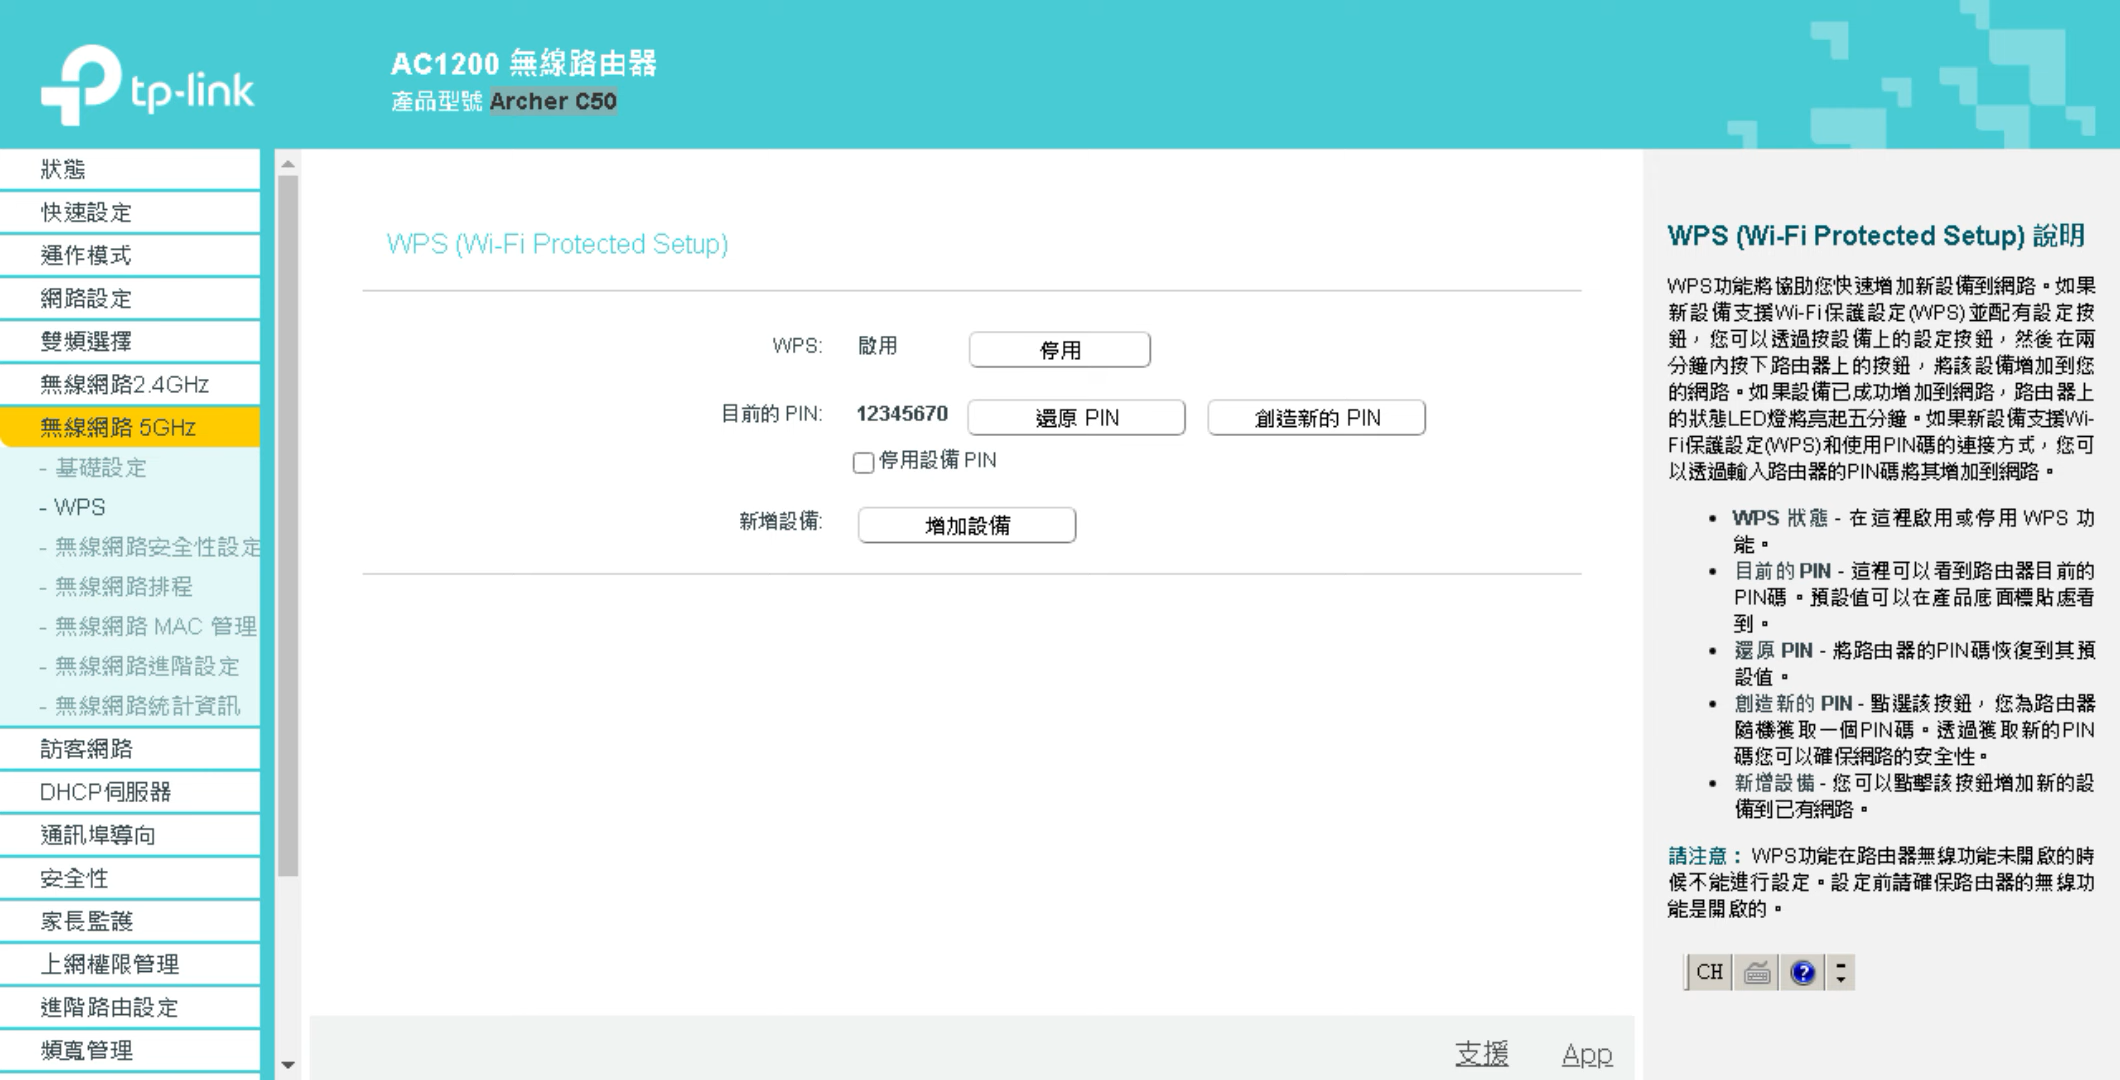 tp-link
AC1200 無線路由器
產品型號 Archer C50
狀態
快速設定
運作模式
網路設定
雙頻選擇
無線網路2.4GHz
無線網路 5GHz
- 基礎設定
- WPS
- 無線網路安全性設定
- 無線網路排程
- 無線網路 MAC 管理
- 無線網路進階設定
- 無線網路統計資訊
訪客網路
DHCP伺服器
通訊埠導向
安全性
家長監護
上網權限管理
進階路由設定
頻寬管理
WPS (Wi-Fi Protected Setup)
WPS: 啟用 停用
目前的 PIN: 12345670 還原 PIN 創造新的 PIN
停用設備 PIN
新增設備: 增加設備
支援 App
WPS (Wi-Fi Protected Setup) 說明
WPS功能將協助您快速增加新設備到網路。如果
新設備支援Wi-Fi保護設定(WPS)並配有設定按
鈕，您可以透過按設備上的設定按鈕，然後在兩
分鐘內按下路由器上的按鈕，將該設備增加到您
的網路。如果設備已成功增加到網路，路由器上
的狀態LED燈將亮起五分鐘。如果新設備支援Wi-
Fi保護設定(WPS)和使用PIN碼的連接方式，您可
以透過輸入路由器的PIN碼將其增加到網路。
• WPS 狀態 - 在這裡啟用或停用 WPS 功
能。
• 目前的 PIN - 這裡可以看到路由器目前的
PIN碼。預設值可以在產品底面標貼處看
到。
• 還原 PIN - 將路由器的PIN碼恢復到其預
設值。
• 創造新的 PIN - 點選該按鈕，您為路由器
隨機獲取一個PIN碼。透過獲取新的PIN
碼您可以確保網路的安全性。
• 新增設備 - 您可以點擊該按鈕增加新的設
備到已有網路。
請注意： WPS功能在路由器無線功能未開啟的時
候不能進行設定。設定前請確保路由器的無線功
能是開啟的。
CH